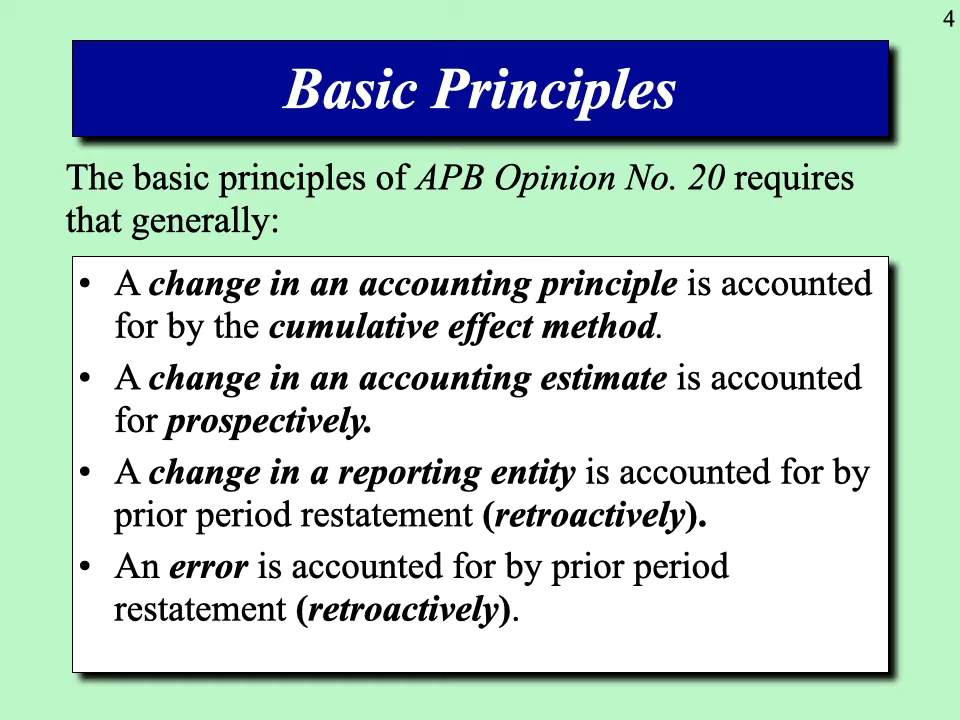 4
Basic Principles
The basic principles of APB Opinion No. 20 requires
that generally:
• A change in an accounting principle is accounted
for by the cumulative effect method.
• A change in an accounting estimate is accounted
for prospectively.
• A change in a reporting entity is accounted for by
prior period restatement (retroactively).
• An error is accounted for by prior period
restatement (retroactively).